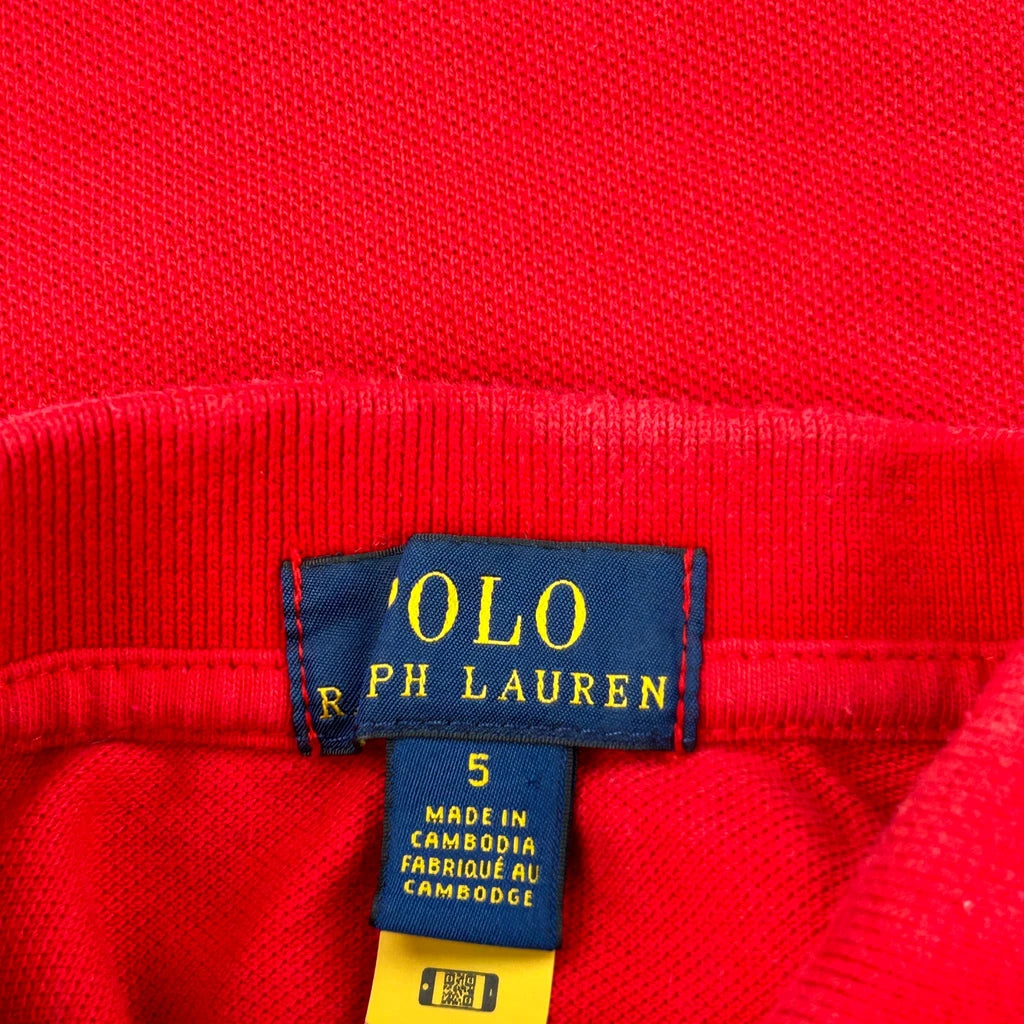 POLO
R PH LAUREN
5
MADE IN
CAMBODIA
FABRIQUÉ AU
CAMBODGE